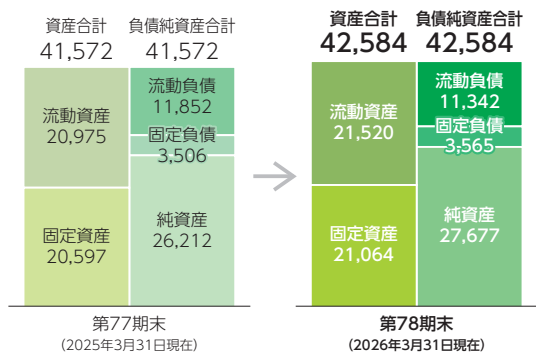 資産合計
41,572
負債純資産合計
41,572
流動資産
20,975
固定資産
20,597
流動負債
11,852
固定負債
3,506
純資産
26,212
第77期末
（2025年3月31日現在）
資産合計
42,584
負債純資産合計
42,584
流動資産
21,520
固定資産
21,064
流動負債
11,342
固定負債
3,565
純資産
27,677
第78期末
（2026年3月31日現在）